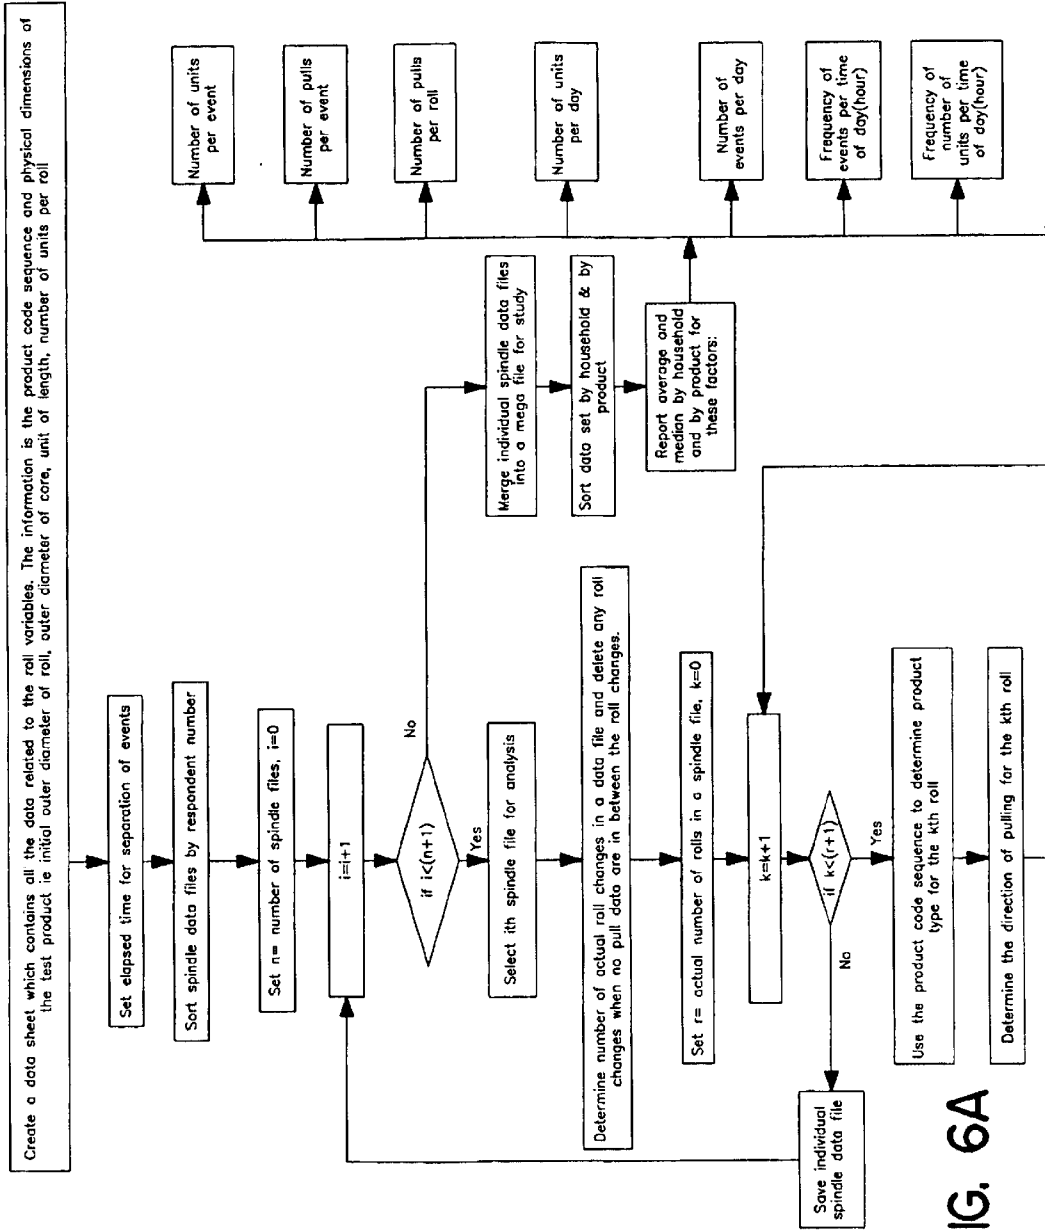 Create a data sheet which contains all the data related to the roll variables. The information is the product code sequence and physical dimensions of
the test product ie initial outer diameter of roll, outer diameter of core, unit of length, number of units per roll
Set elapsed time for separation of events
Sort spindle data files by respondent number
Set n= number of spindle files, i=0
i=i+1
if i<(n+1)
No
Yes
Select ith spindle file for analysis
Determine number of actual roll changes in a data file and delete any roll
changes when no pull data are in between the roll changes.
Set r= actual number of rolls in a spindle file, k=0
k=k+1
if k<(r+1)
No
Yes
Save individual
spindle data file
Use the product code sequence to determine product
type for the kth roll
Determine the direction of pulling for the kth roll
Merge individual spindle data files
into a mega file for study
Sort data set by household & by
product
Report average and
median by household
and by product for
these factors:
Number of units
per event
Number of pulls
per event
Number of pulls
per roll
Number of units
per day
Number of
events per day
Frequency of
events per time
of day(hour)
Frequency of
number of
units per time
of day(hour)
IG. 6A